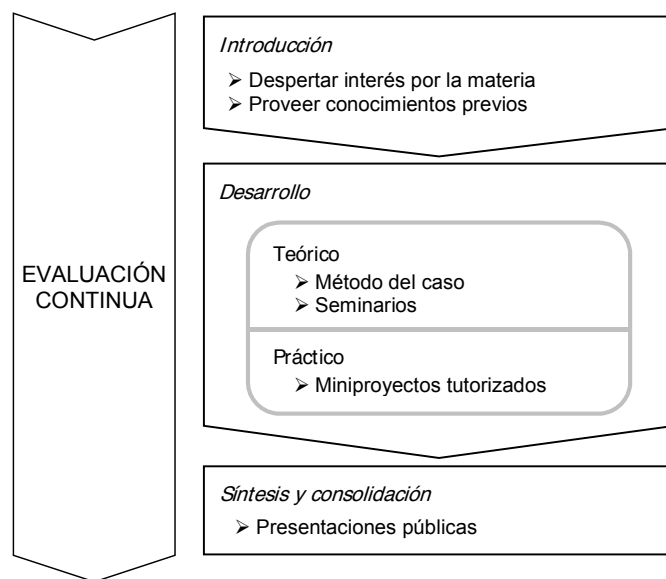 EVALUACIÓN
CONTINUA
Introducción
➢ Despertar interés por la materia
➢ Proveer conocimientos previos
Desarrollo
Teórico
➢ Método del caso
➢ Seminarios
Práctico
➢ Miniproyectos tutorizados
Síntesis y consolidación
➢ Presentaciones públicas